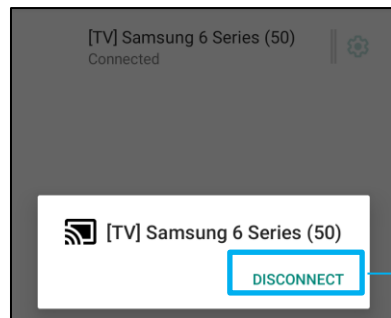 [TV] Samsung 6 Series (50)
Connected
[TV] Samsung 6 Series (50)
DISCONNECT